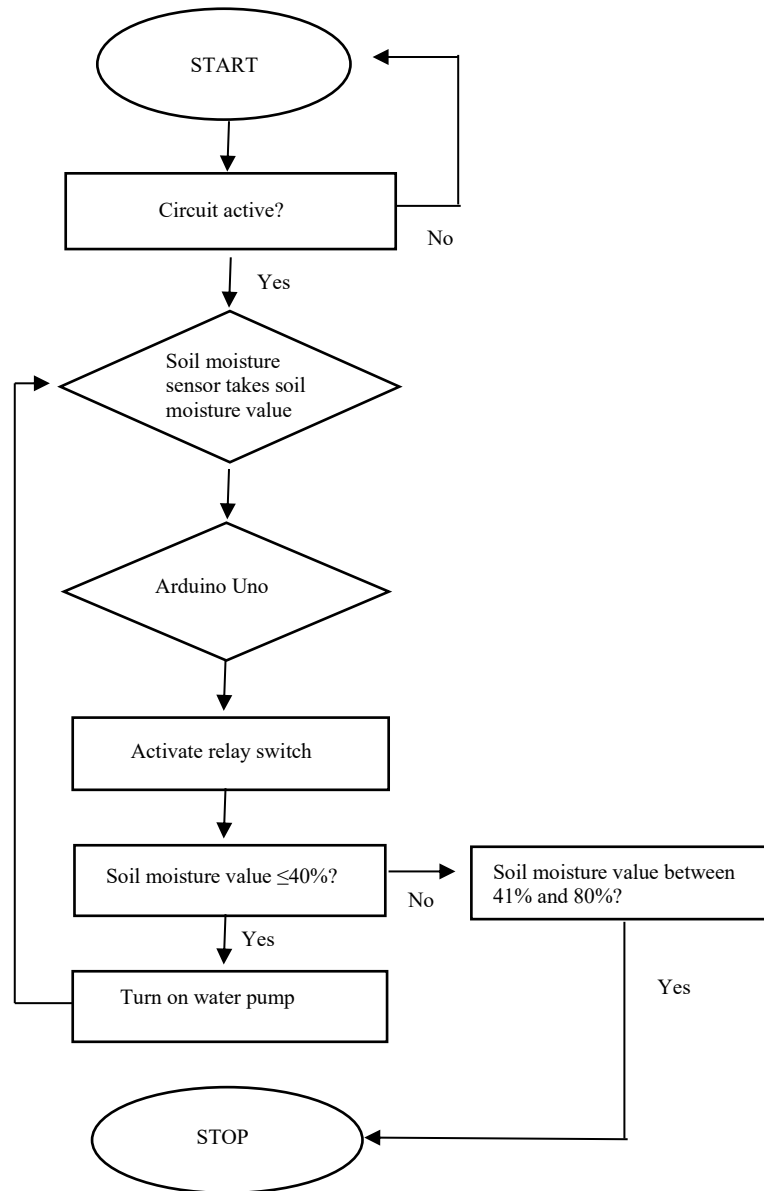 START
Circuit active?
No
Yes
Soil moisture
sensor takes soil
moisture value
Arduino Uno
Activate relay switch
Soil moisture value ≤40%?
No
Soil moisture value between
41% and 80%?
Yes
Turn on water pump
Yes
STOP